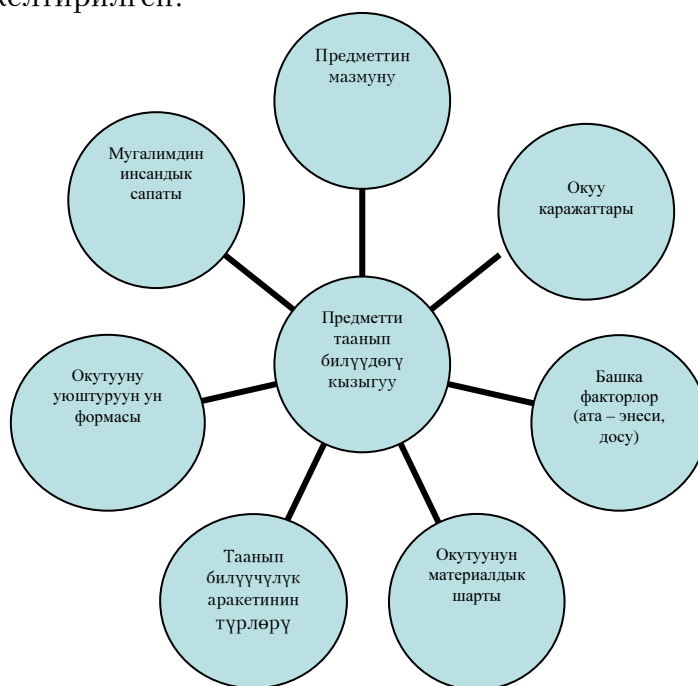 келтирилген.
Предметтин
мазмуну
Мугалимдин
инсандык
сапаты
Окуу
каражаттары
Предметти
таанып
билүүдөгү
кызыгуу
Окутууну
уюштуруун ун
формасы
Башка
факторлор
(ата – энеси,
досу)
Таанып
билүүчүлүк
аракетинин
түрлөрү
Окутуунун
материалдык
шарты